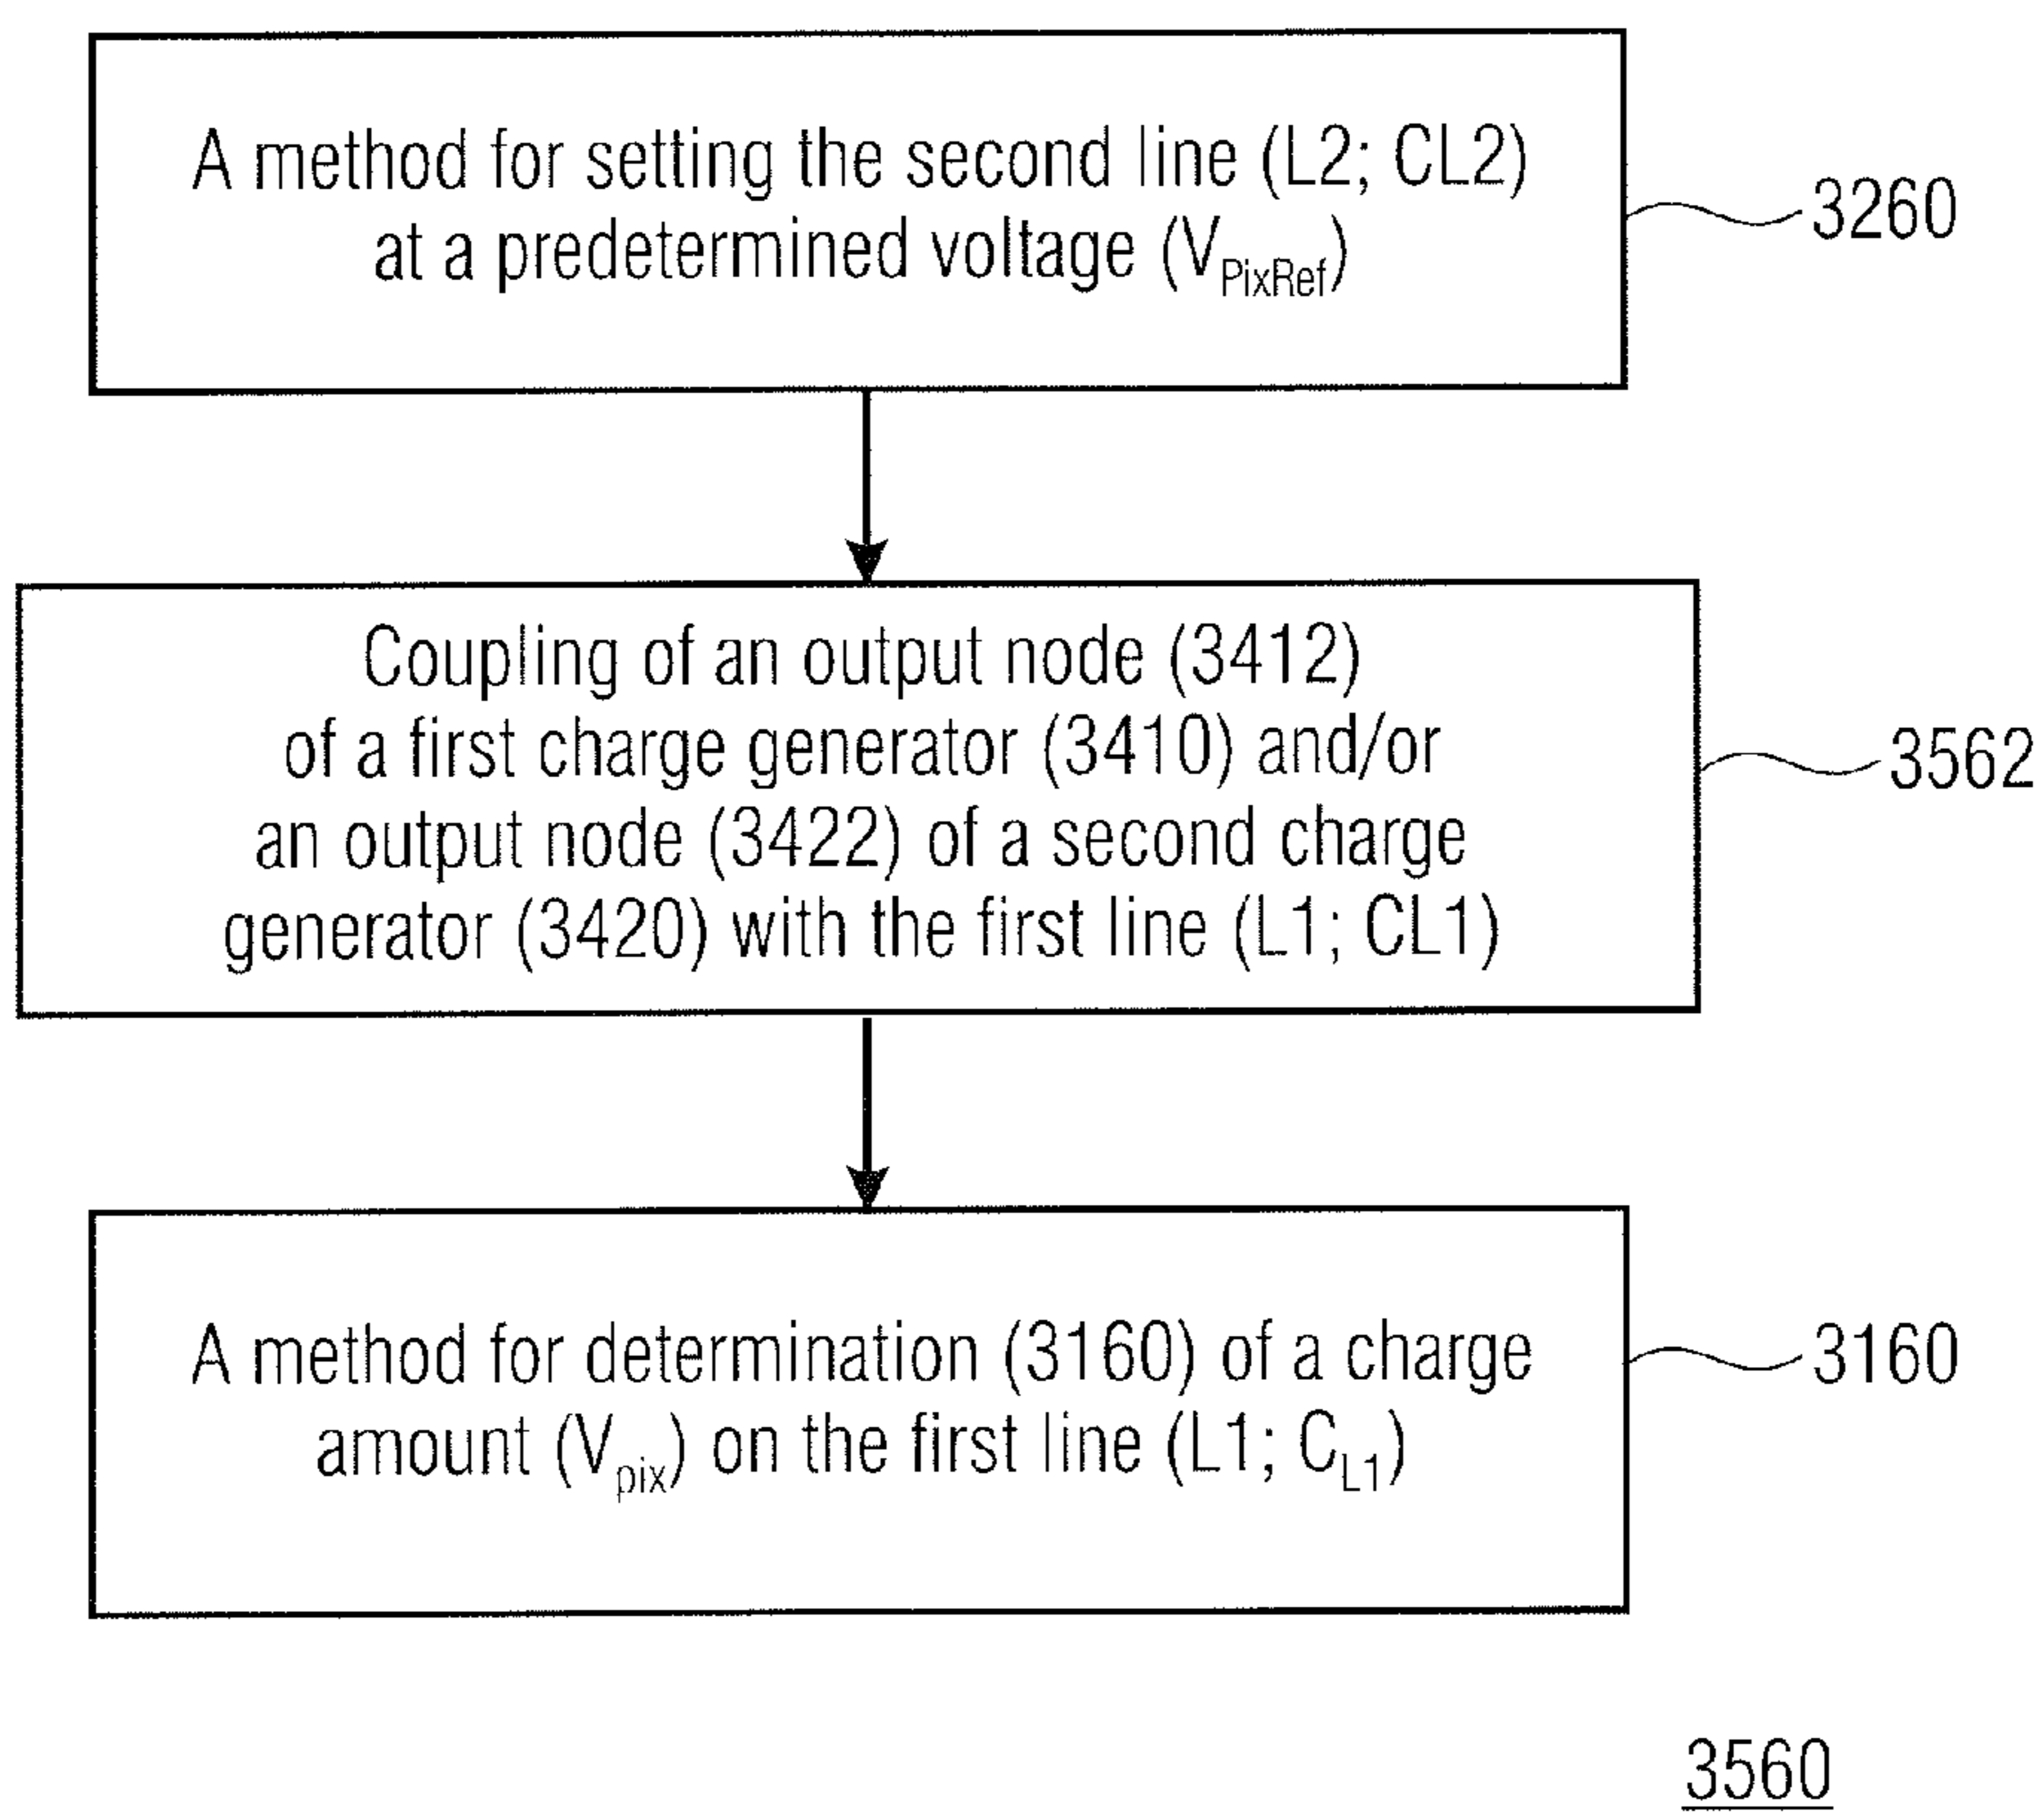 A method for setting the second line (L2; CL2)
at a predetermined voltage (VPixRef)
3260
Coupling of an output node (3412)
of a first charge generator (3410) and/or
an output node (3422) of a second charge
generator (3420) with the first line (L1; CL1)
3562
A method for determination (3160) of a charge
amount (Vpix) on the first line (L1; CL1)
3160
3560